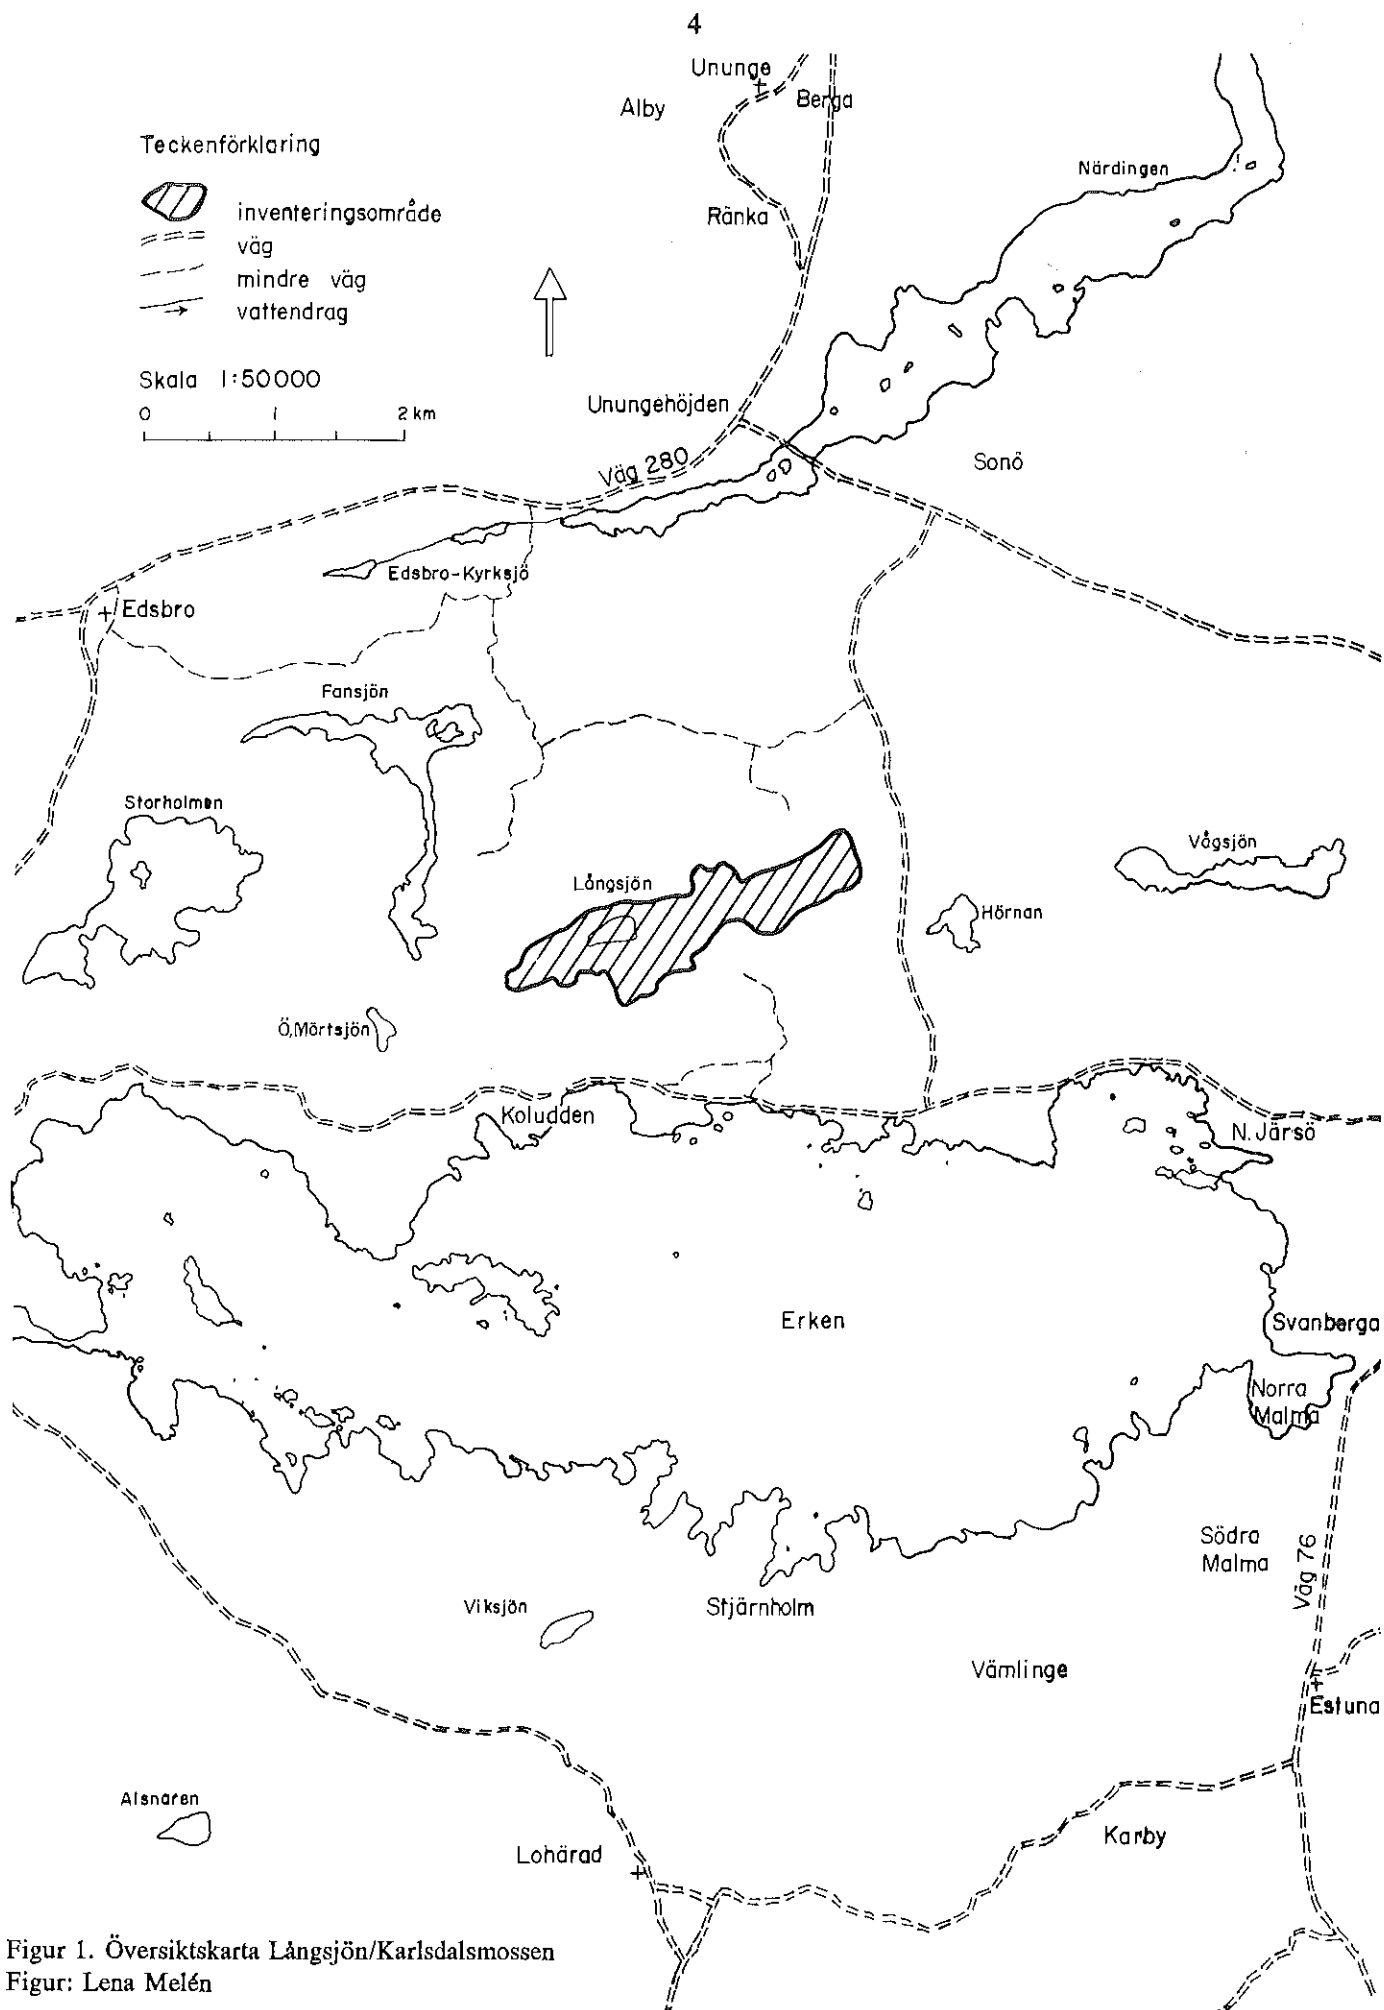 4
Ununge
Alby
Berga
Teckenförklaring
Närdingen
inventeringsområde
Ränka
väg
mindre väg
vattendrag
Skala 1:50000
0 1 2 km
Unungehöjden
Väg 280
Sonö
Edsbro-Kyrksjö
Edsbro
Fansjön
Storholmen
Vågsjön
Långsjön
Hörnan
Ö,Mörtsjön
Koludden
N. Järsö
Erken
Svanberga
Norra
Malma
Södra
Malma
Väg 76
Viksjön
Stjärnholm
Vämlinge
Estuna
Alsnaren
Karby
Lohärad
Figur 1. Översiktskarta Långsjön/Karlsdalsmossen
Figur: Lena Melén